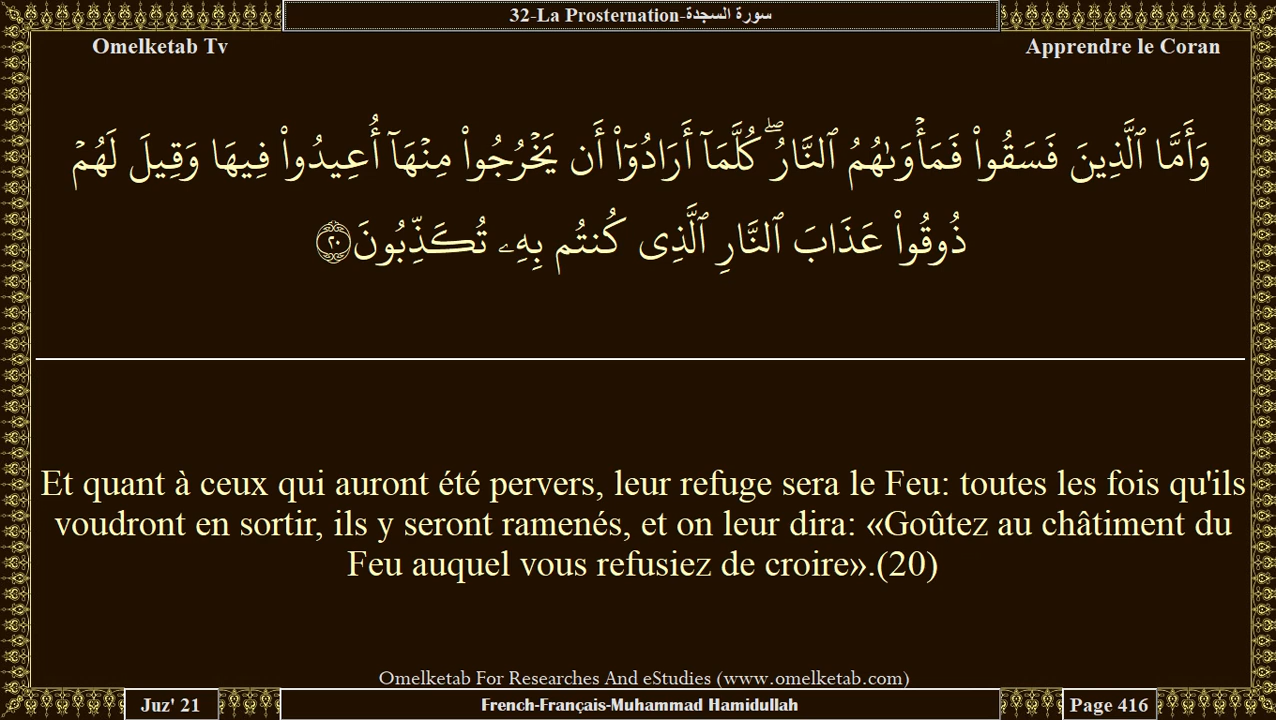 32-La Prosternation-سورة السجدة
Omelketab Tv
Apprendre le Coran
وَأَمَّا ٱلَّذِينَ فَسَقُوا۟ فَمَأْوَىٰهُمُ ٱلنَّارُ ۖ كُلَّمَآ أَرَادُوٓا۟ أَن يَخْرُجُوا۟ مِنْهَآ أُعِيدُوا۟ فِيهَا وَقِيلَ لَهُمْ
ذُوقُوا۟ عَذَابَ ٱلنَّارِ ٱلَّذِى كُنتُم بِهِۦ تُكَذِّبُونَ ٢٠
Et quant à ceux qui auront été pervers, leur refuge sera le Feu: toutes les fois qu'ils
voudront en sortir, ils y seront ramenés, et on leur dira: «Goûtez au châtiment du
Feu auquel vous refusiez de croire».(20)
Omelketab For Researches And eStudies (www.omelketab.com)
Juz' 21
French-Français-Muhammad Hamidullah
Page 416